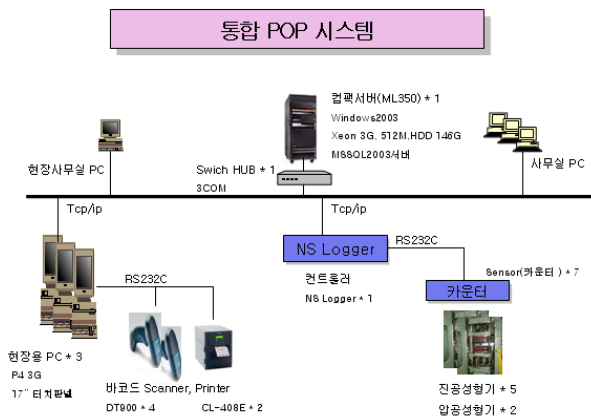 통합 POP 시스템
컴팩서버(ML350) * 1
Windows2003
Xeon 3G, 512M,HDD 146G
MSSQL2003서버
현장사무실 PC
Swich HUB * 1
3COM
사무실 PC
Tcp/ip
Tcp/ip
NS Logger
RS232C
컨트롤러
NS Logger * 1
Sensor(카운터) * 7
카운터
RS232C
현장용 PC * 3
P4 3G
17" 터치판넬
바코드 Scanner, Printer
DT900 * 4
CL-408E * 2
진공성형기 * 5
압공성형기 * 2